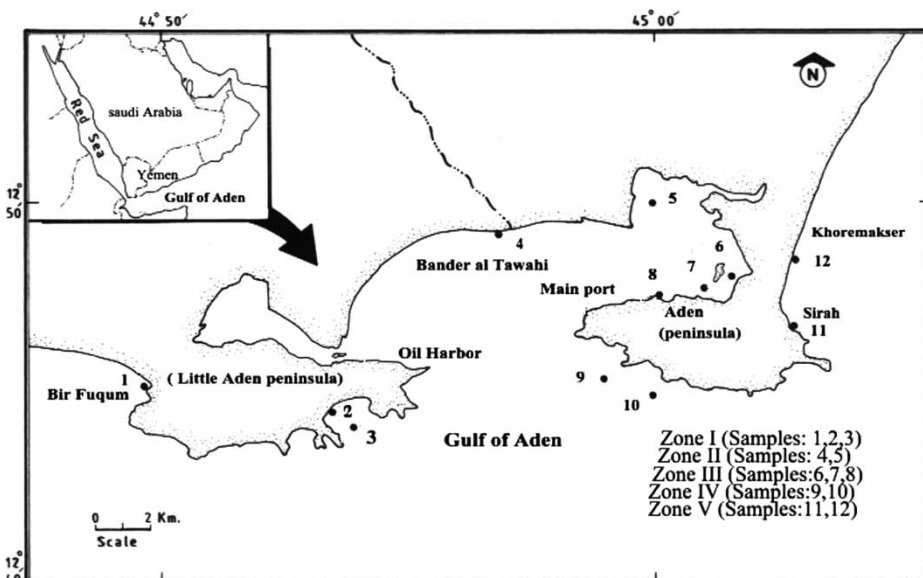 44° 50'
45° 00'
N
Red Sea
saudi Arabia
Yemen
Gulf of Aden
12°
50'
5
4
Bander al Tawahi
Khoremakser
6
12
7
8
Main port
Aden
(peninsula)
Sirah
11
Oil Harbor
( Little Aden peninsula)
1
Bir Fuqum
9
10
2
3
Gulf of Aden
Zone I (Samples: 1,2,3)
Zone II (Samples: 4,5)
Zone III (Samples:6,7,8)
Zone IV (Samples:9,10)
Zone V (Samples:11,12)
0 2 Km.
Scale
12°